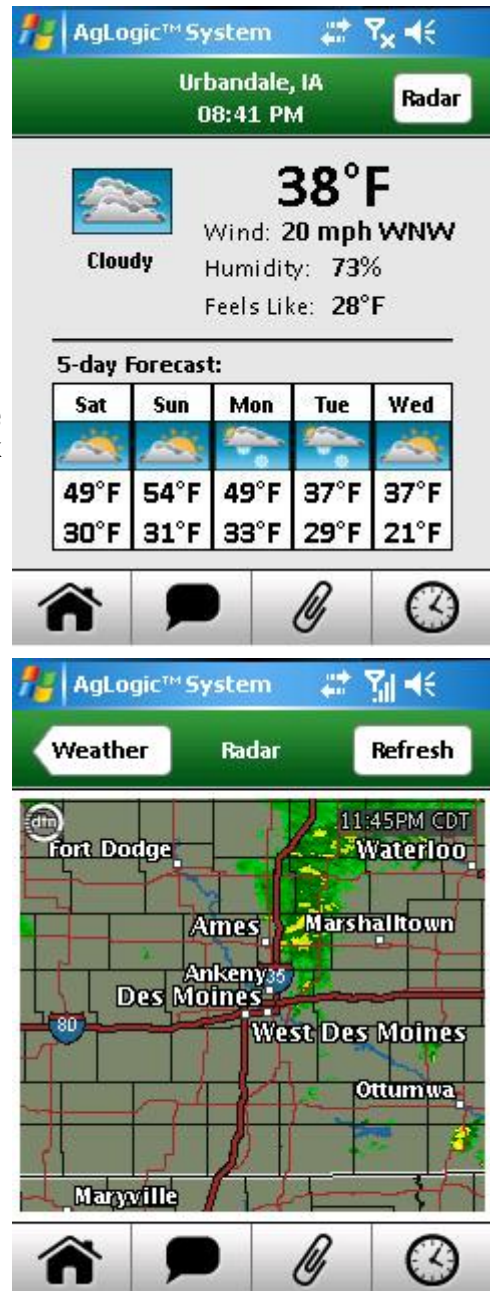 AgLogic™ System
Urbandale, IA
08:41 PM
Radar
38°F
Wind: 20 mph WNW
Cloudy
Humidity: 73%
Feels Like: 28°F
5-day Forecast:
Sat Sun Mon Tue Wed
49°F 54°F 49°F 37°F 37°F
30°F 31°F 33°F 29°F 21°F
AgLogic™ System
Weather Radar Refresh
dtn
11:45PM CDT
Fort Dodge
Waterloo
Ames
Marshalltown
Ankeny
35
Des Moines
80
West Des Moines
Ottumwa
Maryville